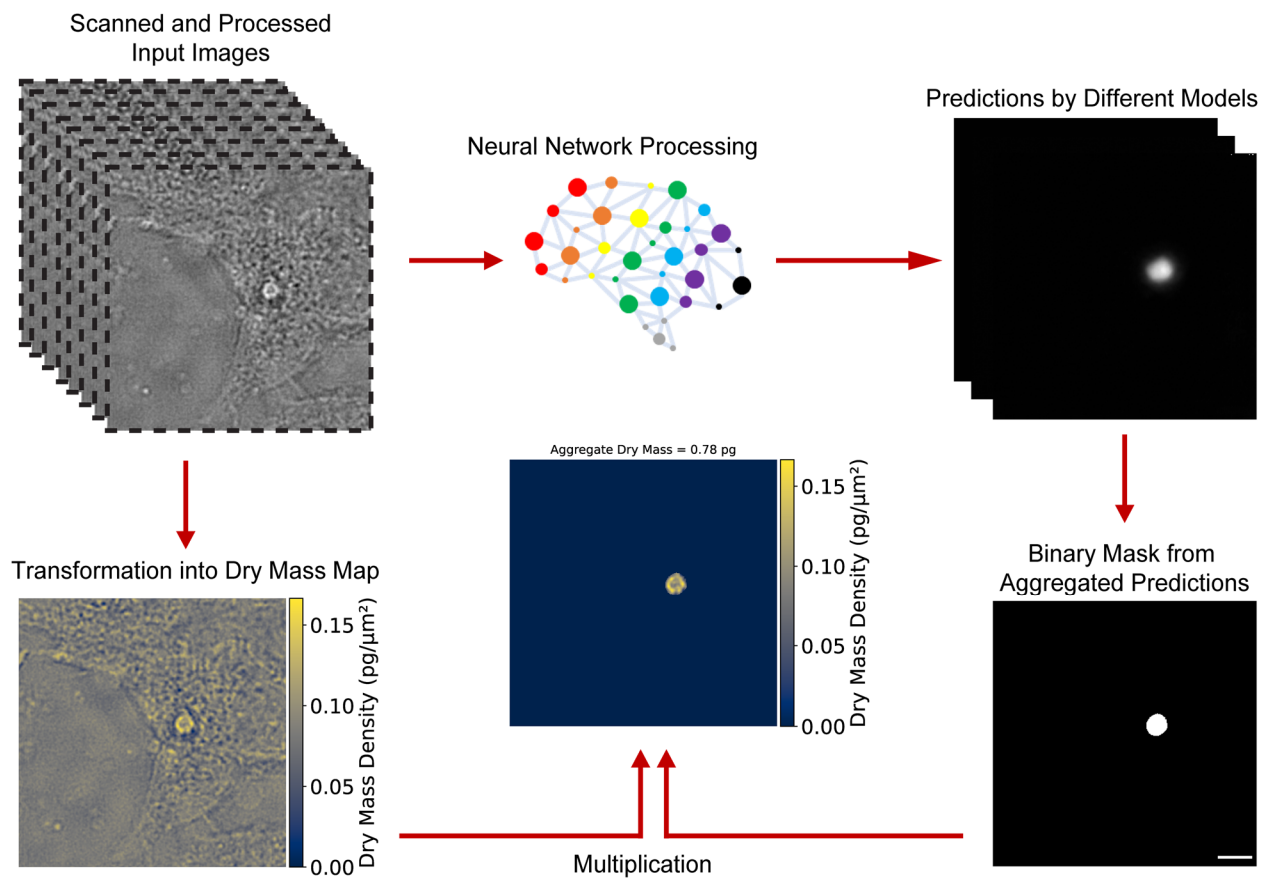 Scanned and Processed
Input Images
Neural Network Processing
Predictions by Different Models
Aggregate Dry Mass = 0.78 pg
0.15
0.10
0.05
0.00
Dry Mass Density (pg/µm²)
Transformation into Dry Mass Map
0.15
0.10
0.05
0.00
Dry Mass Density (pg/µm²)
Binary Mask from
Aggregated Predictions
Multiplication